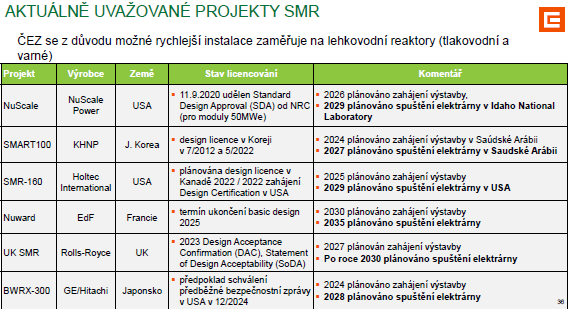 AKTUÁLNĚ UVAŽOVANÉ PROJEKTY SMR
ČEZ se z důvodu možné rychlejší instalace zaměřuje na lehkovodní reaktory (tlakovodní a
varné)
Projekt Výrobce Země Stav licencování Komentář
NuScale
NuScale
Power
USA
▪ 11.9.2020 udělen Standard
Design Approval (SDA) od NRC
(pro moduly 50MWe)
▪ 2026 plánováno zahájení výstavby,
▪ 2029 plánováno spuštění elektrárny v Idaho National
Laboratory
SMART100
KHNP
J. Korea
▪ design licence v Koreji
v 7/2012 a 5/2022
▪ 2024 plánováno zahájení výstavby v Saúdské Arábii
▪ 2027 plánováno spuštění elektrárny v Saudské Arábii
SMR-160
Holtec
International
USA
▪ plánována design licence v
Kanadě 2022 / 2022 zahájení
Design Certification v USA
▪ 2025 plánováno zahájení výstavby
▪ 2029 plánováno spuštění elektrárny v USA
Nuward
EdF
Francie
▪ termín ukončení basic design
2025
▪ 2030 plánováno zahájení výstavby
▪ 2035 plánováno spuštění elektrárny
UK SMR
Rolls-Royce
UK
▪ 2023 Design Acceptance
Confirmation (DAC), Statement
of Design Acceptability (SoDA)
▪ 2027 plánován zahájení výstavby
▪ Po roce 2030 plánováno spuštění elektrárny
BWRX-300
GE/Hitachi
Japonsko
▪ předpoklad schválení
předběžné bezpečnostní zprávy
v USA v 12/2024
▪ 2024 plánováno zahájení výstavby
▪ 2028 plánováno spuštění elektrárny
36